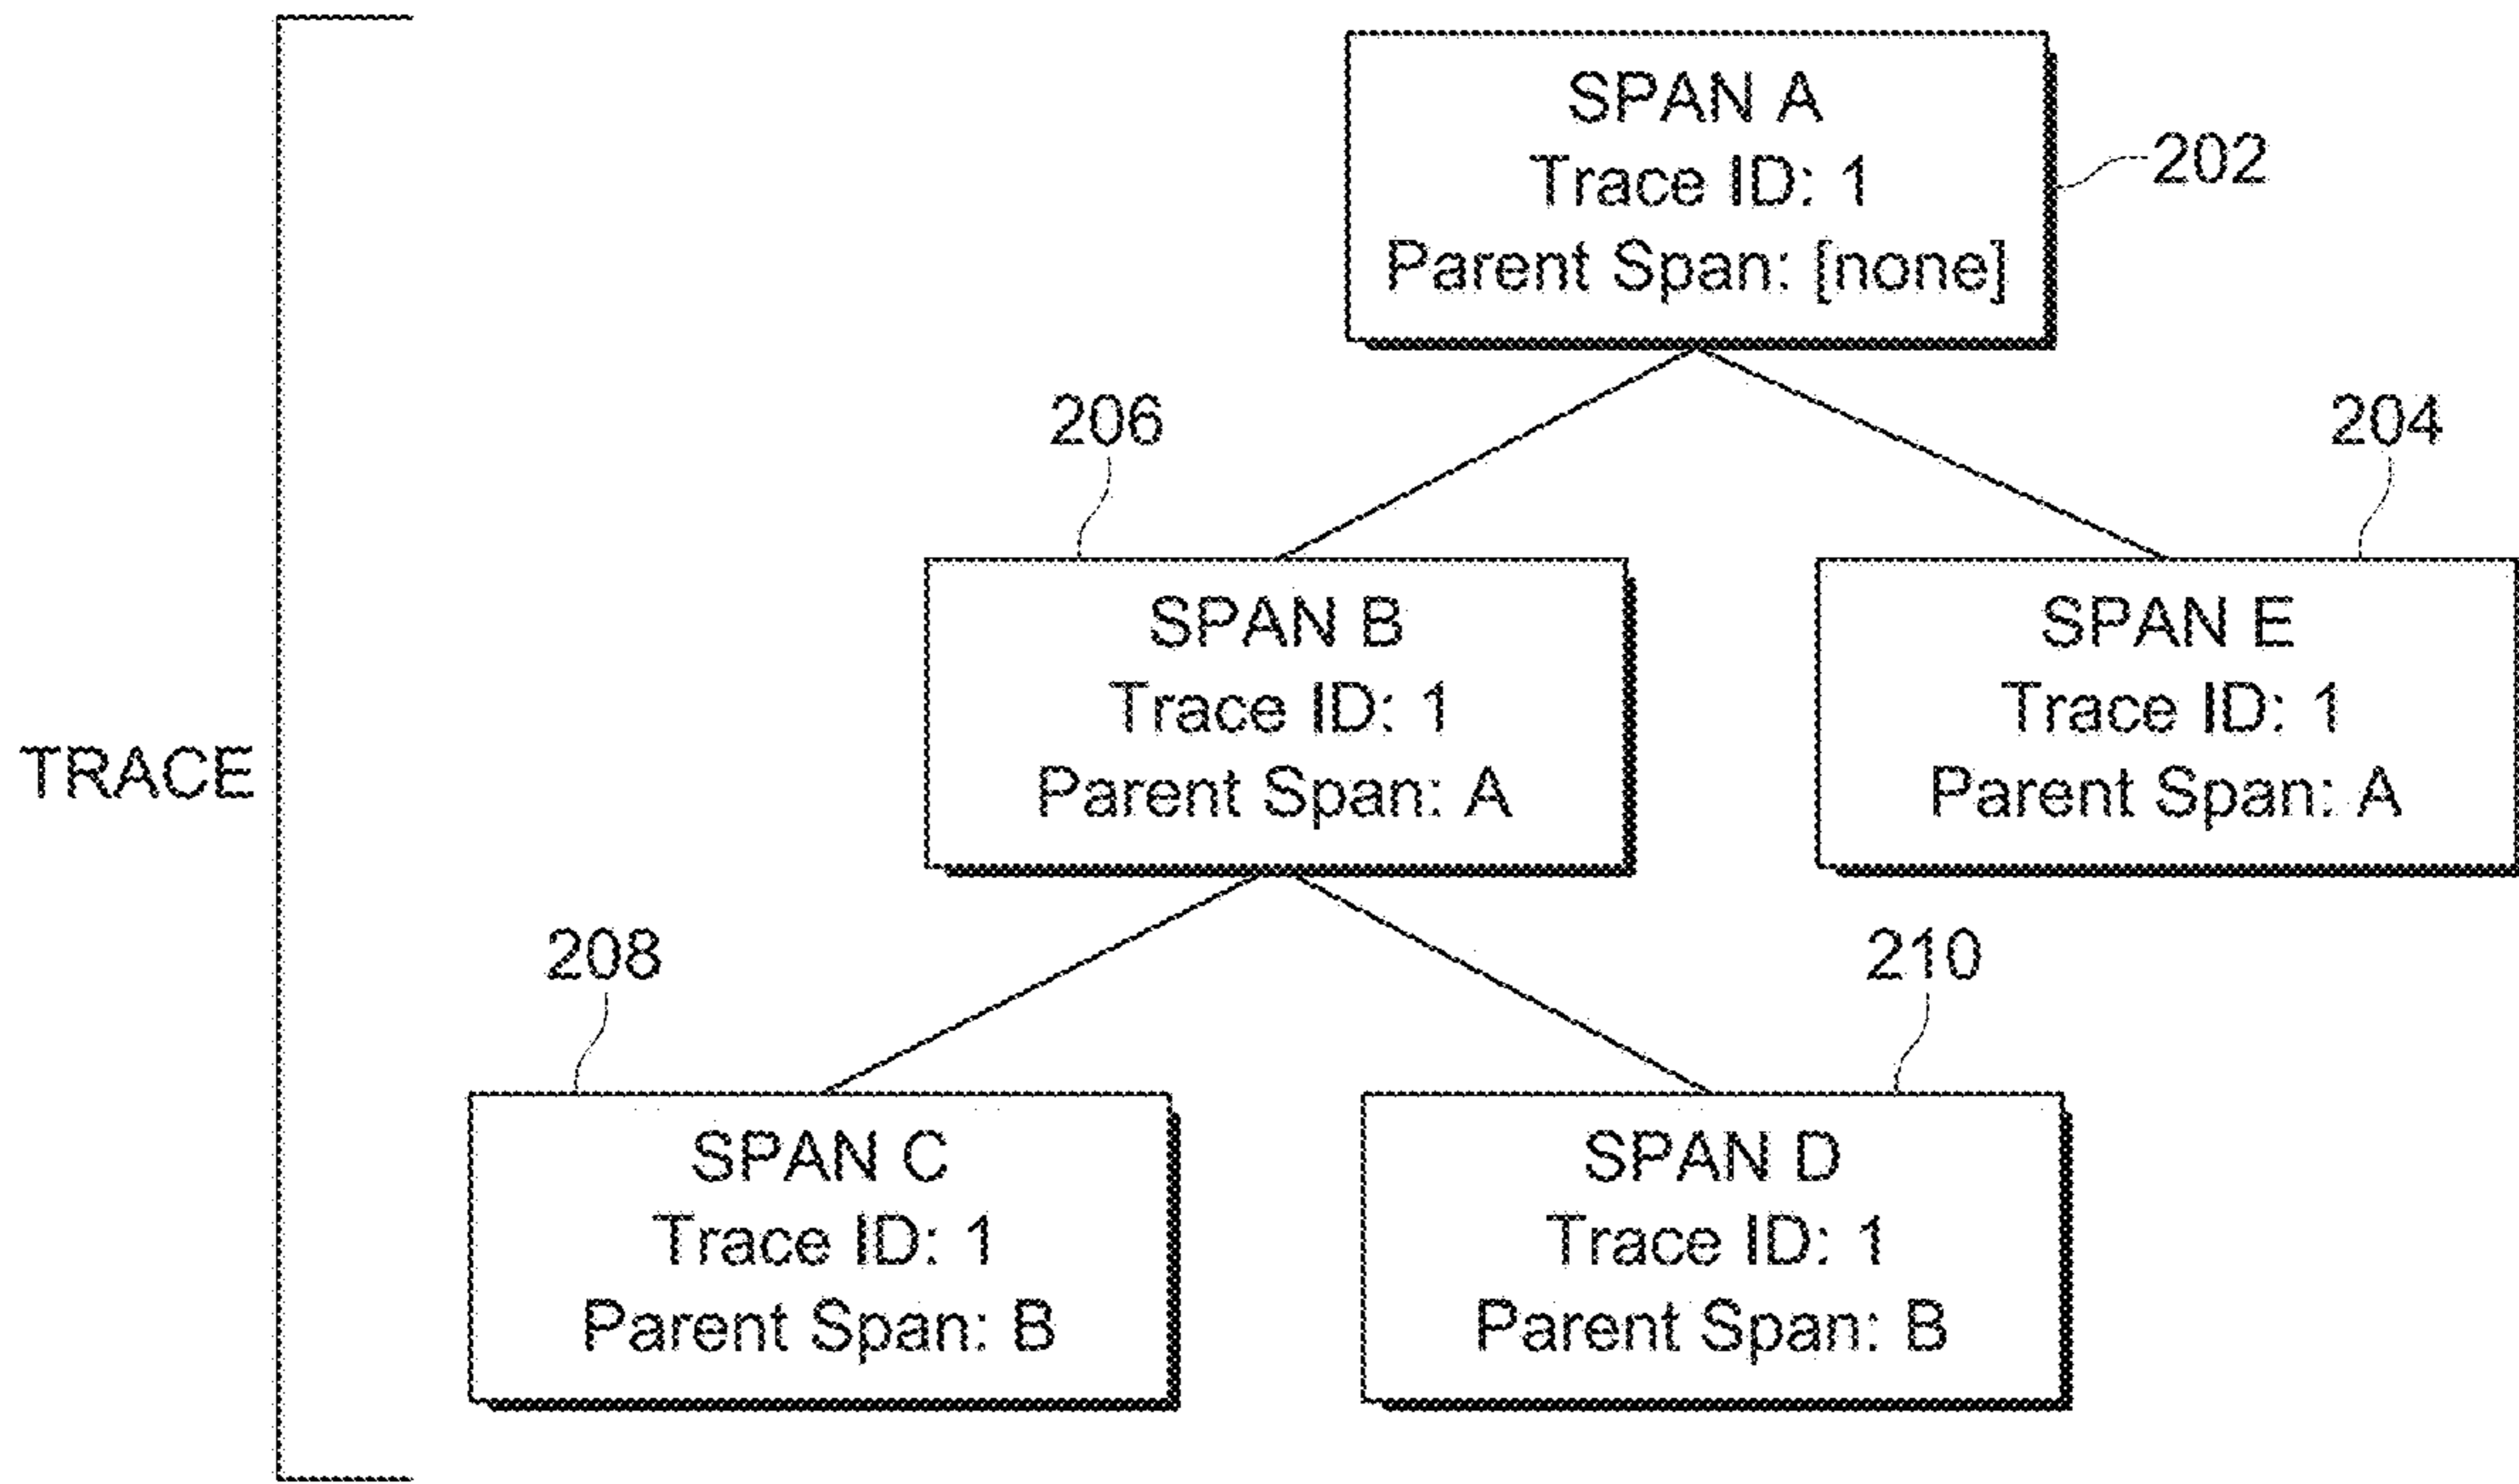 SPAN A
Trace ID: 1
Parent Span: [none]
202
206
204
SPAN B
Trace ID: 1
Parent Span: A
SPAN E
Trace ID: 1
Parent Span: A
TRACE
208
210
SPAN C
Trace ID: 1
Parent Span: B
SPAN D
Trace ID: 1
Parent Span: B